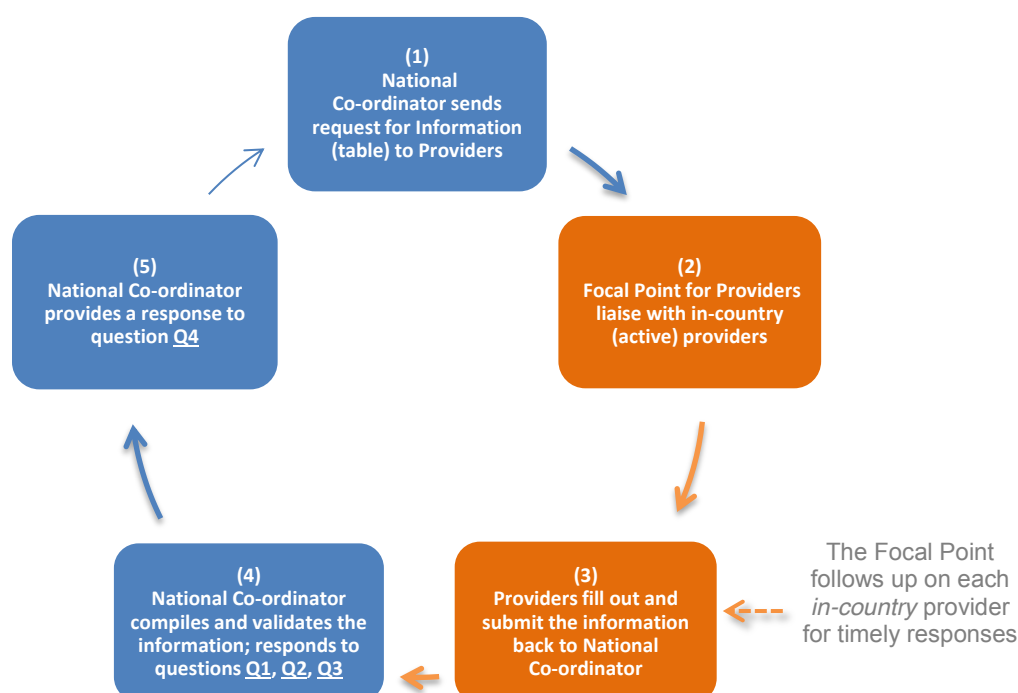 (1)
National
Co-ordinator sends
request for Information
(table) to Providers
(2)
Focal Point for Providers
liaise with in-country
(active) providers
(3)
Providers fill out and
submit the information
back to National
Co-ordinator
The Focal Point
follows up on each
in-country provider
for timely responses
(4)
National Co-ordinator
compiles and validates the
information; responds to
questions Q1, Q2, Q3
(5)
National Co-ordinator
provides a response to
question Q4